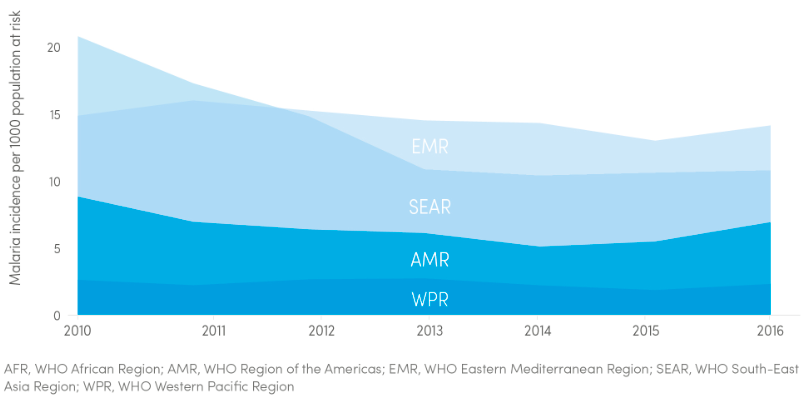 Malaria incidence per 1000 population at risk
20
15
10
5
0
EMR
SEAR
AMR
WPR
2010 2011 2012 2013 2014 2015 2016
AFR, WHO African Region; AMR, WHO Region of the Americas; EMR, WHO Eastern Mediterranean Region; SEAR, WHO South-East
Asia Region; WPR, WHO Western Pacific Region